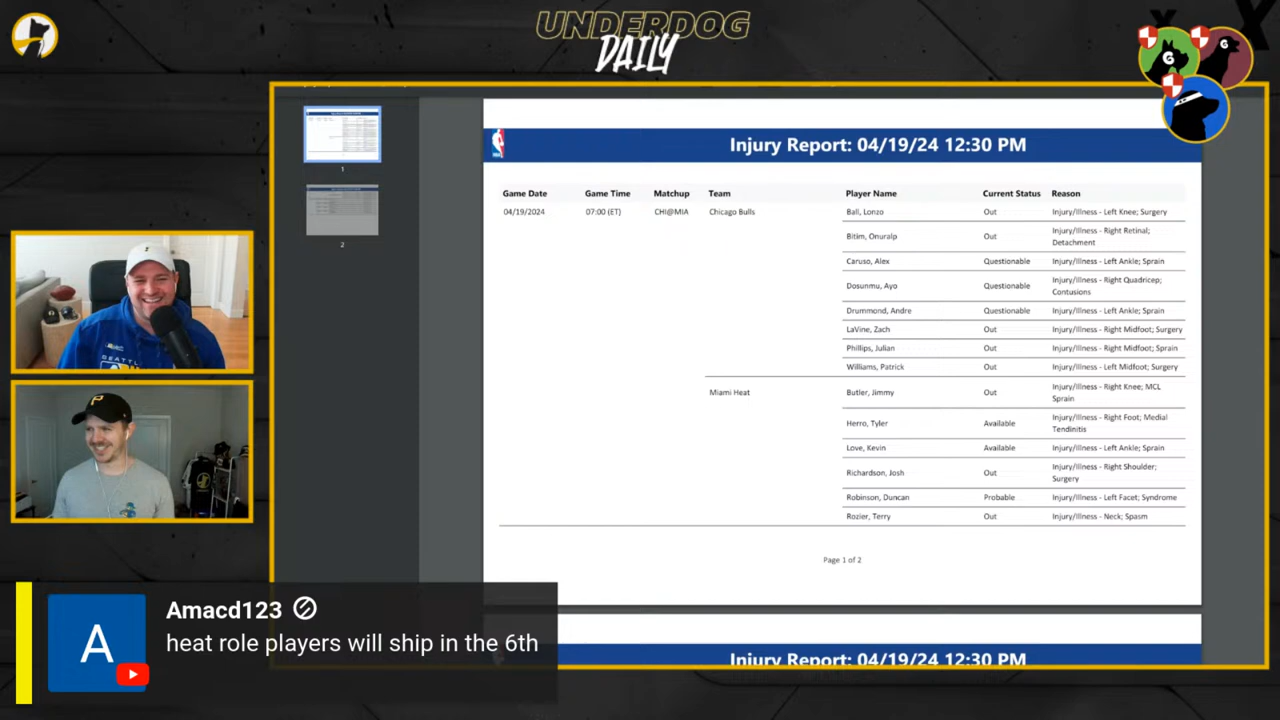 UNDERDOG
DAILY
Injury Report: 04/19/24 12:30 PM
Game Date Game Time Matchup Team Player Name Current Status Reason
04/19/2024 07:00 (ET) CHI@MIA Chicago Bulls Ball, Lonzo Out Injury/Illness - Left Knee; Surgery
Bitim, Onuralp Out Injury/Illness - Right Retinal;
Detachment
Caruso, Alex Questionable Injury/Illness - Left Ankle; Sprain
Dosunmu, Ayo Questionable Injury/Illness - Right Quadricep;
Contusions
Drummond, Andre Questionable Injury/Illness - Left Ankle; Sprain
LaVine, Zach Out Injury/Illness - Right Midfoot; Surgery
Phillips, Julian Out Injury/Illness - Right Midfoot; Sprain
Williams, Patrick Out Injury/Illness - Left Midfoot; Surgery
Miami Heat Butler, Jimmy Out Injury/Illness - Right Knee; MCL
Sprain
Herro, Tyler Available Injury/Illness - Right Foot; Medial
Tendinitis
Love, Kevin Available Injury/Illness - Left Ankle; Sprain
Richardson, Josh Out Injury/Illness - Right Shoulder;
Surgery
Robinson, Duncan Probable Injury/Illness - Left Facet; Syndrome
Rozier, Terry Out Injury/Illness - Neck; Spasm
Page 1 of 2
Injury Report: 04/19/24 12:30 PM
1
2
SEATTLE
P
G
G
A
Amacd123
heat role players will ship in the 6th